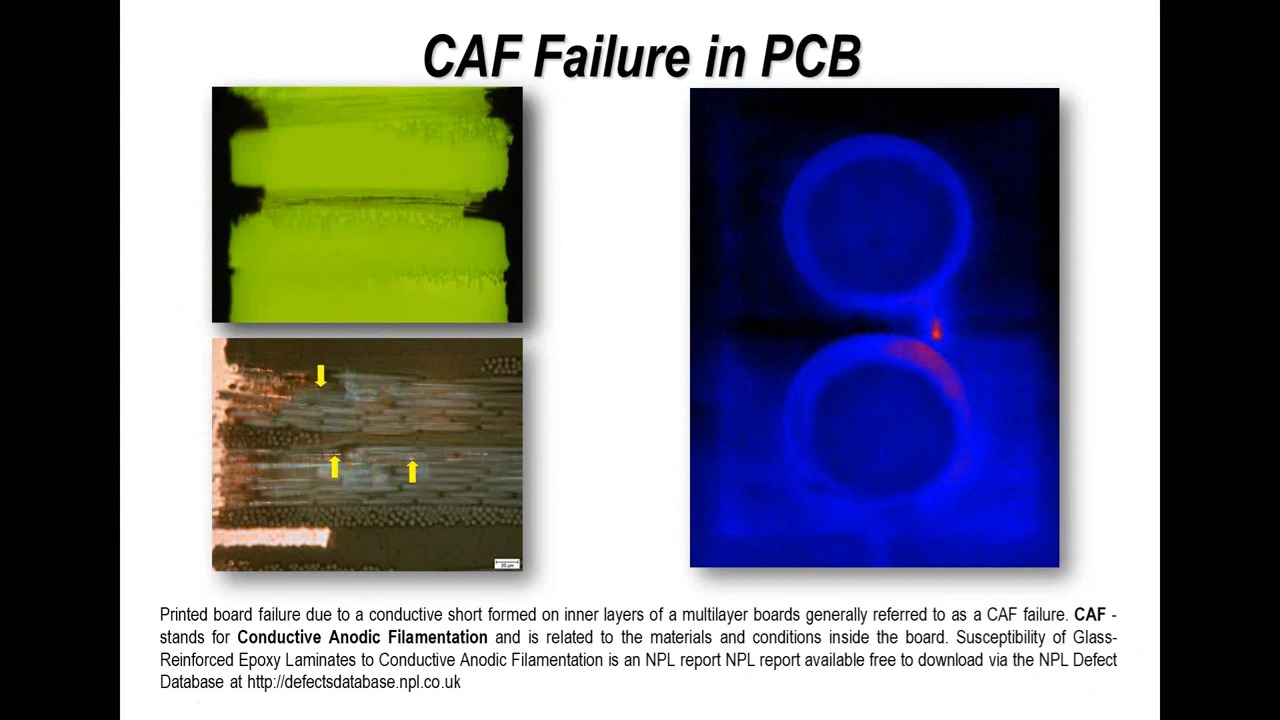 CAF Failure in PCB
20 µm
Printed board failure due to a conductive short formed on inner layers of a multilayer boards generally referred to as a CAF failure. CAF -
stands for Conductive Anodic Filamentation and is related to the materials and conditions inside the board. Susceptibility of Glass-
Reinforced Epoxy Laminates to Conductive Anodic Filamentation is an NPL report NPL report available free to download via the NPL Defect
Database at http://defectsdatabase.npl.co.uk